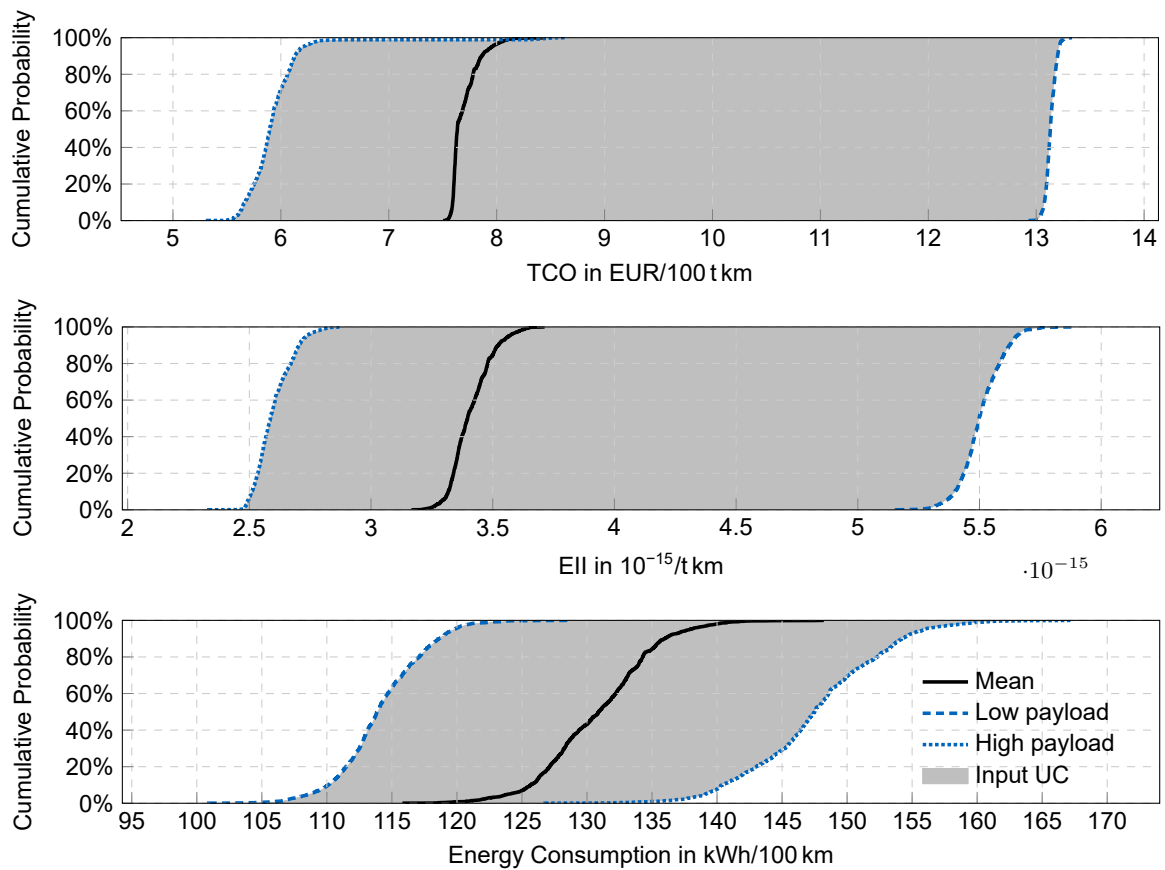 Cumulative Probability
100%
80%
60%
40%
20%
0%
5 6 7 8 9 10 11 12 13 14
TCO in EUR/100 t km
Cumulative Probability
100%
80%
60%
40%
20%
0%
2 2.5 3 3.5 4 4.5 5 5.5 6
EII in 10⁻¹⁵/t km
·10⁻¹⁵
Cumulative Probability
100%
80%
60%
40%
20%
0%
Mean
Low payload
High payload
Input UC
95 100 105 110 115 120 125 130 135 140 145 150 155 160 165 170
Energy Consumption in kWh/100 km